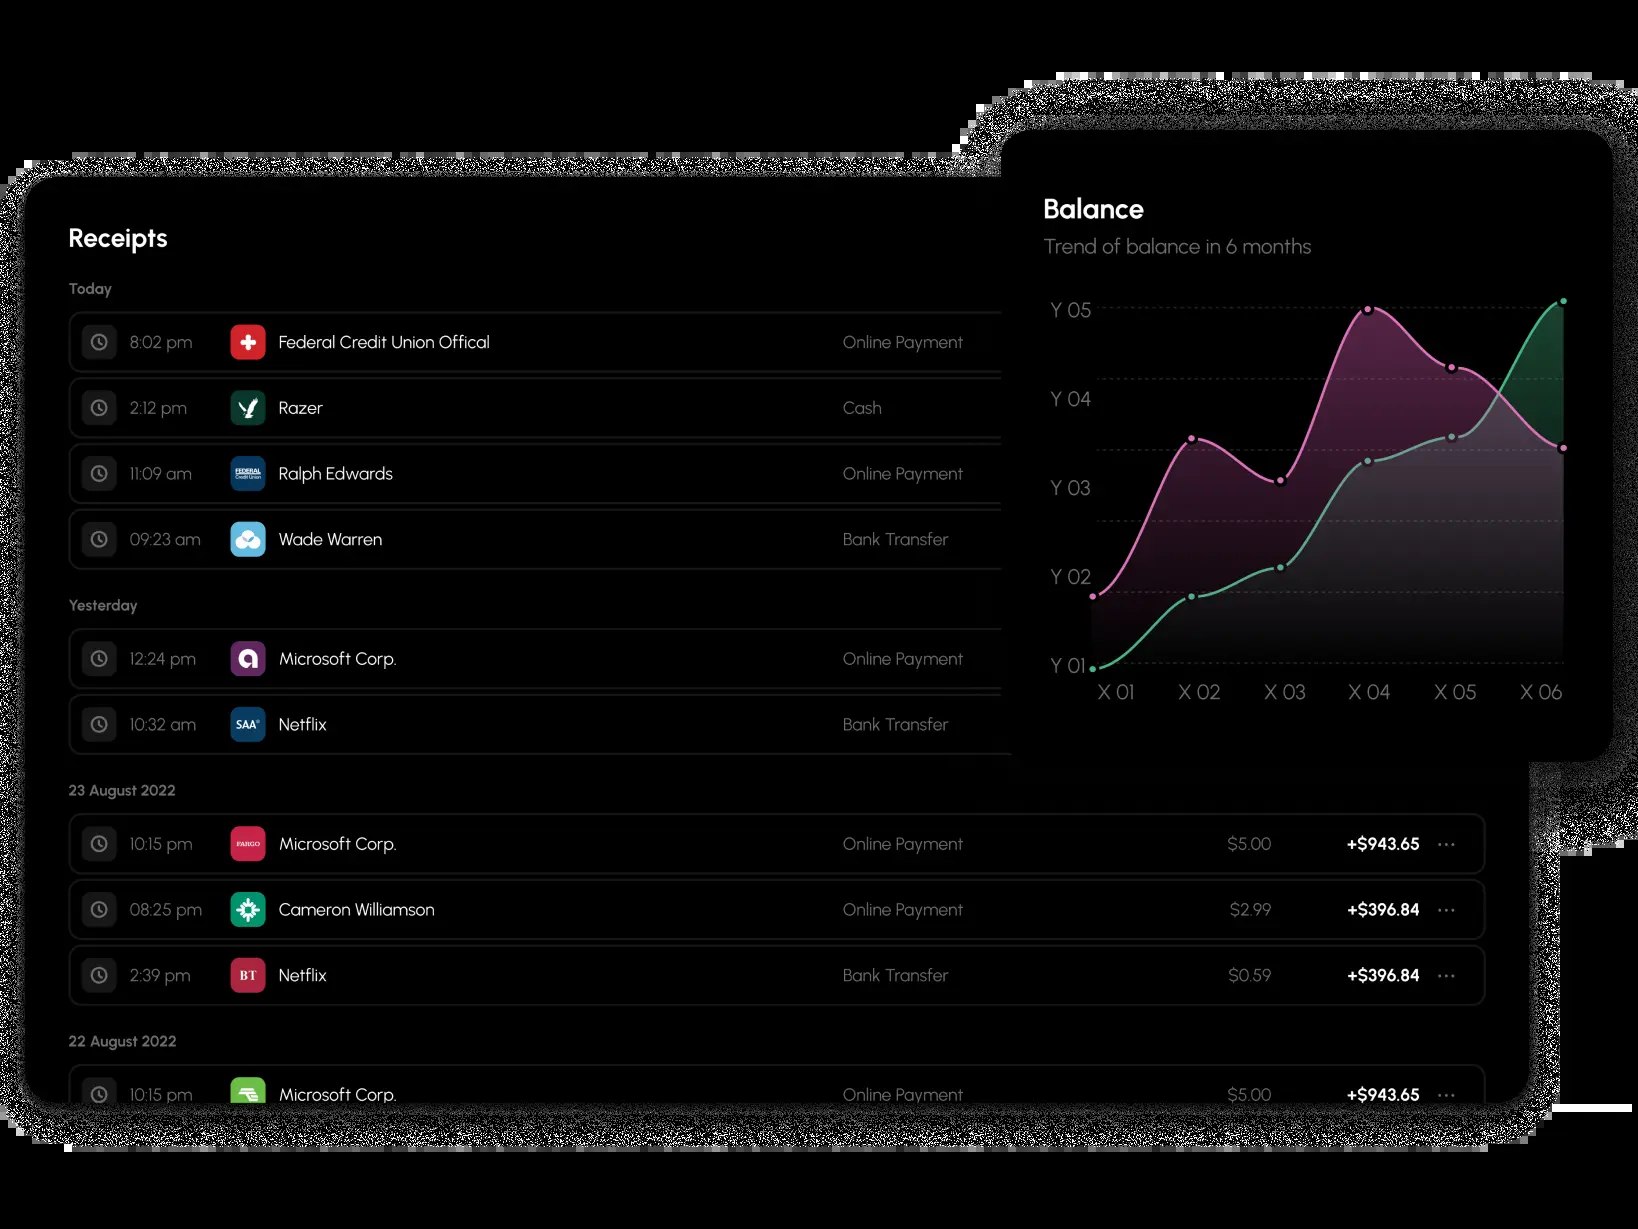 Receipts
Today
8:02 pm Federal Credit Union Offical Online Payment
2:12 pm Razer Cash
11:09 am FEDERAL Credit Union Ralph Edwards Online Payment
09:23 am Wade Warren Bank Transfer
Yesterday
12:24 pm a Microsoft Corp. Online Payment
10:32 am SAA® Netflix Bank Transfer
23 August 2022
10:15 pm FARGO Microsoft Corp. Online Payment $5.00 +$943.65 ···
08:25 pm Cameron Williamson Online Payment $2.99 +$396.84 ···
2:39 pm BT Netflix Bank Transfer $0.59 +$396.84 ···
22 August 2022
10:15 pm Microsoft Corp. Online Payment $5.00 +$943.65 ···
Balance
Trend of balance in 6 months
Y 05
Y 04
Y 03
Y 02
Y 01
X 01 X 02 X 03 X 04 X 05 X 06